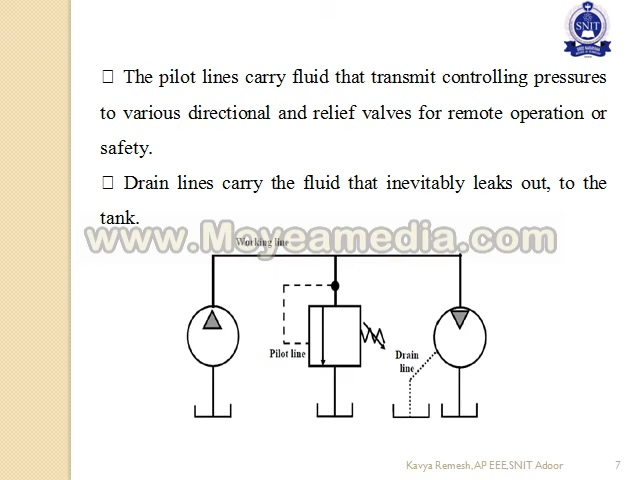 SNIT
□ The pilot lines carry fluid that transmit controlling pressures
to various directional and relief valves for remote operation or
safety.
□ Drain lines carry the fluid that inevitably leaks out, to the
tank.
www.Moyeamedia.com
Working line
Pilot line
Drain
line
Kavya Remesh,AP EEE,SNIT Adoor
7